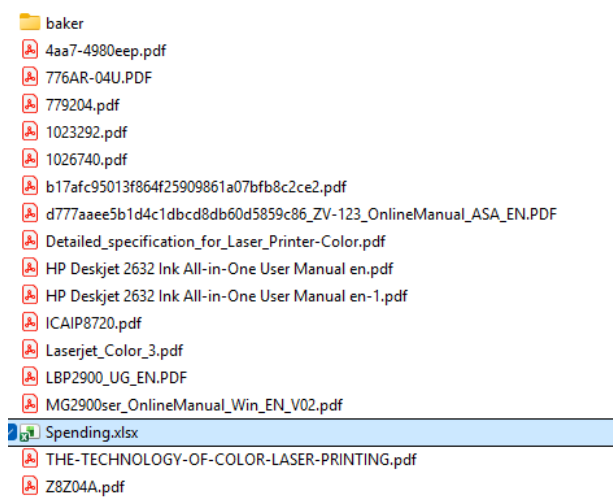 baker
4aa7-4980eep.pdf
776AR-04U.PDF
779204.pdf
1023292.pdf
1026740.pdf
b17afc95013f864f25909861a07bfb8c2ce2.pdf
d777aaee5b1d4c1dbcd8db60d5859c86_ZV-123_OnlineManual_ASA_EN.PDF
Detailed_specification_for_Laser_Printer-Color.pdf
HP Deskjet 2632 Ink All-in-One User Manual en.pdf
HP Deskjet 2632 Ink All-in-One User Manual en-1.pdf
ICAIP8720.pdf
Laserjet_Color_3.pdf
LBP2900_UG_EN.PDF
MG2900ser_OnlineManual_Win_EN_V02.pdf
Spending.xlsx
THE-TECHNOLOGY-OF-COLOR-LASER-PRINTING.pdf
Z8Z04A.pdf